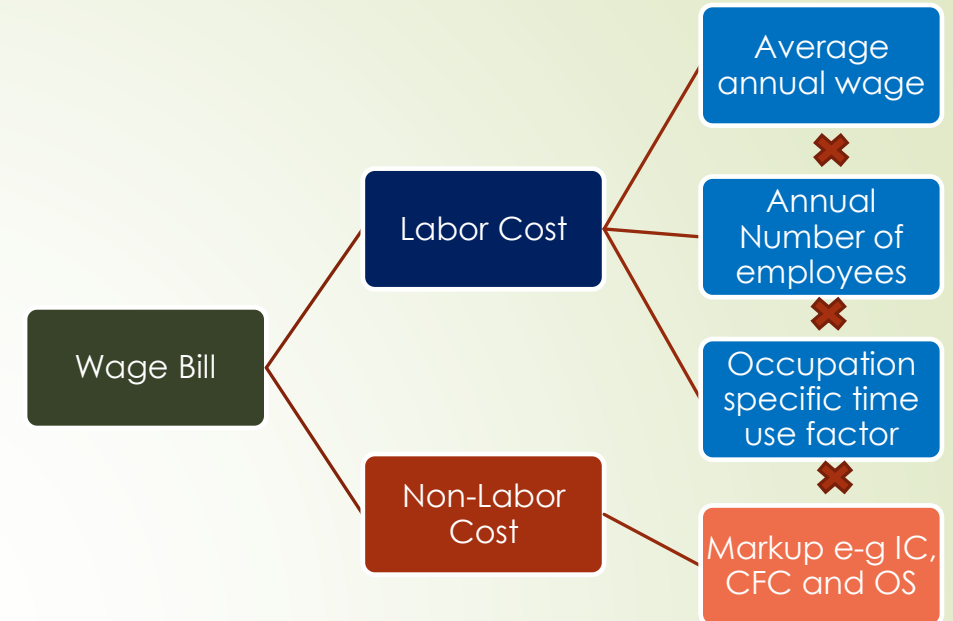 Average
annual wage
Labor Cost
Annual
Number of
employees
Wage Bill
Occupation
specific time
use factor
Non-Labor
Cost
Markup e-g IC,
CFC and OS